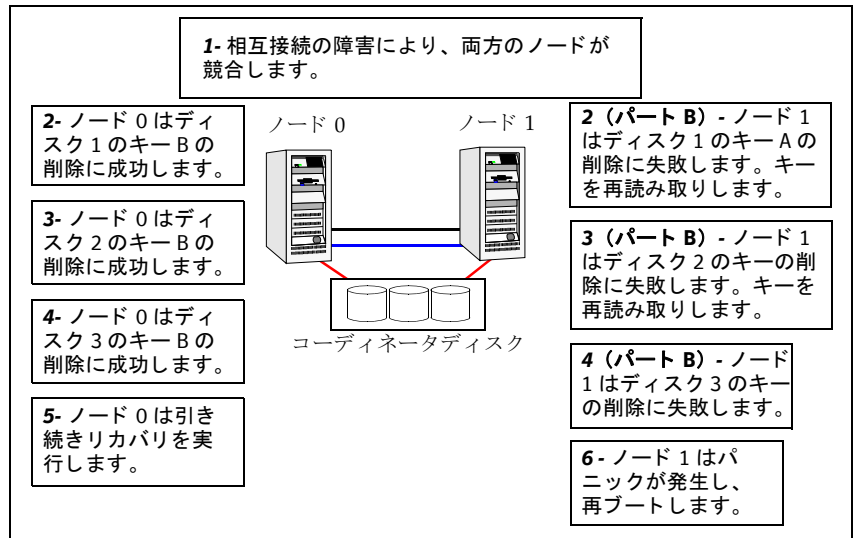 1- 相互接続の障害により、両方のノードが
競合します。
2- ノード 0 はディ
スク 1 のキー B の
削除に成功します。
3- ノード 0 はディ
スク 2 のキー B の
削除に成功します。
4- ノード 0 はディ
スク 3 のキー B の
削除に成功します。
5- ノード 0 は引き
続きリカバリを実
行します。
ノード 0
ノード 1
コーディネータディスク
2（パート B）- ノード 1
はディスク 1 のキー A の
削除に失敗します。キー
を再読み取りします。
3（パート B）- ノード 1
はディスク 2 のキーの削
除に失敗します。キーを
再読み取りします。
4（パート B）- ノード
1 はディスク 3 のキー
の削除に失敗します。
6 - ノード 1 はパ
ニックが発生し、
再ブートします。